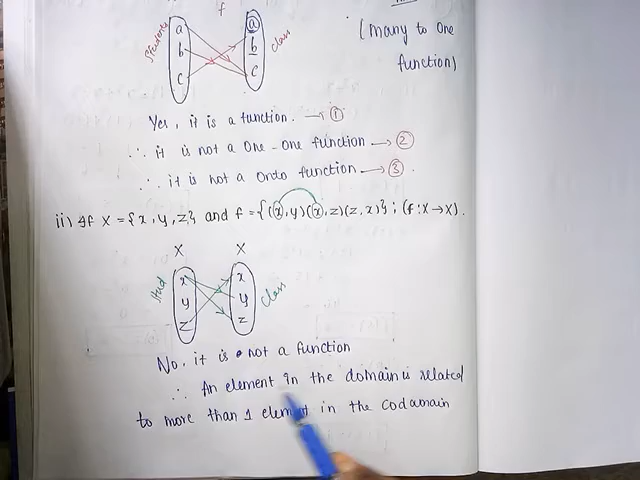 f
Students
a
b
c
a
b
c
class
(many to one
function)
Yes, it is a function. → ①
∴ it is not a one-one function → ②
∴ it is not a onto function → ③.
ii) If X = {x, y, z} and f = {(x, y) (x, z) (z, x)} ; (f: X → X).
X X
Stud
x
y
z
x
y
z
class
No, it is not a function
∴ An element in the domain is related
to more than 1 element in the codamain